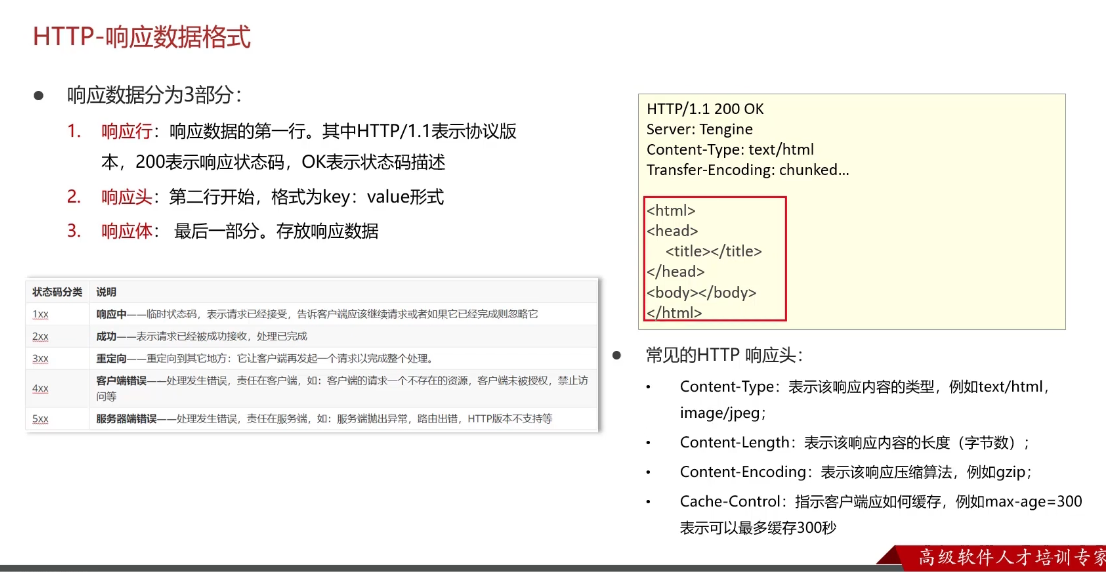 HTTP-响应数据格式
● 响应数据分为3部分：
1. 响应行：响应数据的第一行。其中HTTP/1.1表示协议版
本，200表示响应状态码，OK表示状态码描述
2. 响应头：第二行开始，格式为key：value形式
3. 响应体： 最后一部分。存放响应数据
状态码分类 说明
1xx 响应中——临时状态码，表示请求已经接受，告诉客户端应该继续请求或者如果它已经完成则忽略它
2xx 成功——表示请求已经被成功接收，处理已完成
3xx 重定向——重定向到其它地方：它让客户端再发起一个请求以完成整个处理。
4xx 客户端错误——处理发生错误，责任在客户端，如：客户端的请求一个不存在的资源，客户端未被授权，禁止访
问等
5xx 服务器端错误——处理发生错误，责任在服务端，如：服务端抛出异常，路由出错，HTTP版本不支持等
HTTP/1.1 200 OK
Server: Tengine
Content-Type: text/html
Transfer-Encoding: chunked...
<html>
<head>
<title></title>
</head>
<body></body>
</html>
● 常见的HTTP 响应头：
• Content-Type：表示该响应内容的类型，例如text/html，
image/jpeg；
• Content-Length：表示该响应内容的长度（字节数）；
• Content-Encoding：表示该响应压缩算法，例如gzip；
• Cache-Control：指示客户端应如何缓存，例如max-age=300
表示可以最多缓存300秒
高级软件人才培训专家